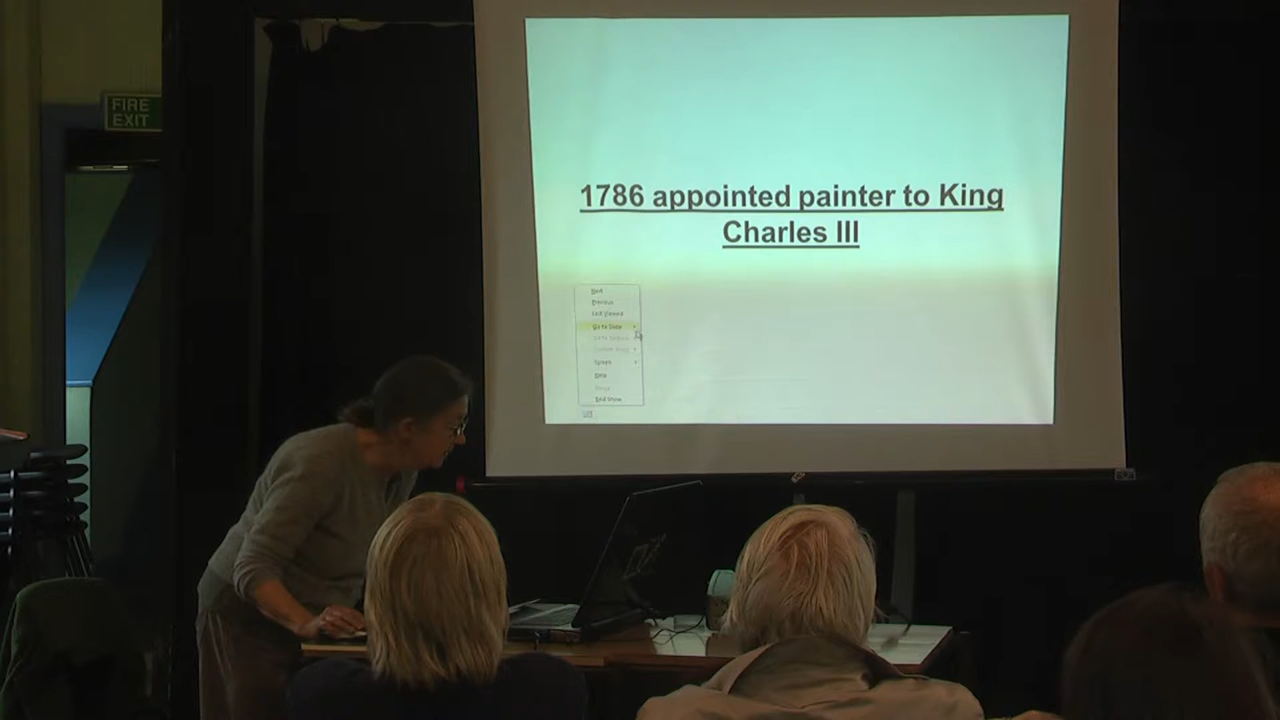 FIRE
EXIT
1786 appointed painter to King
Charles III
Next
Previous
Last Viewed
Go to Slide
Screen
Help
End Show